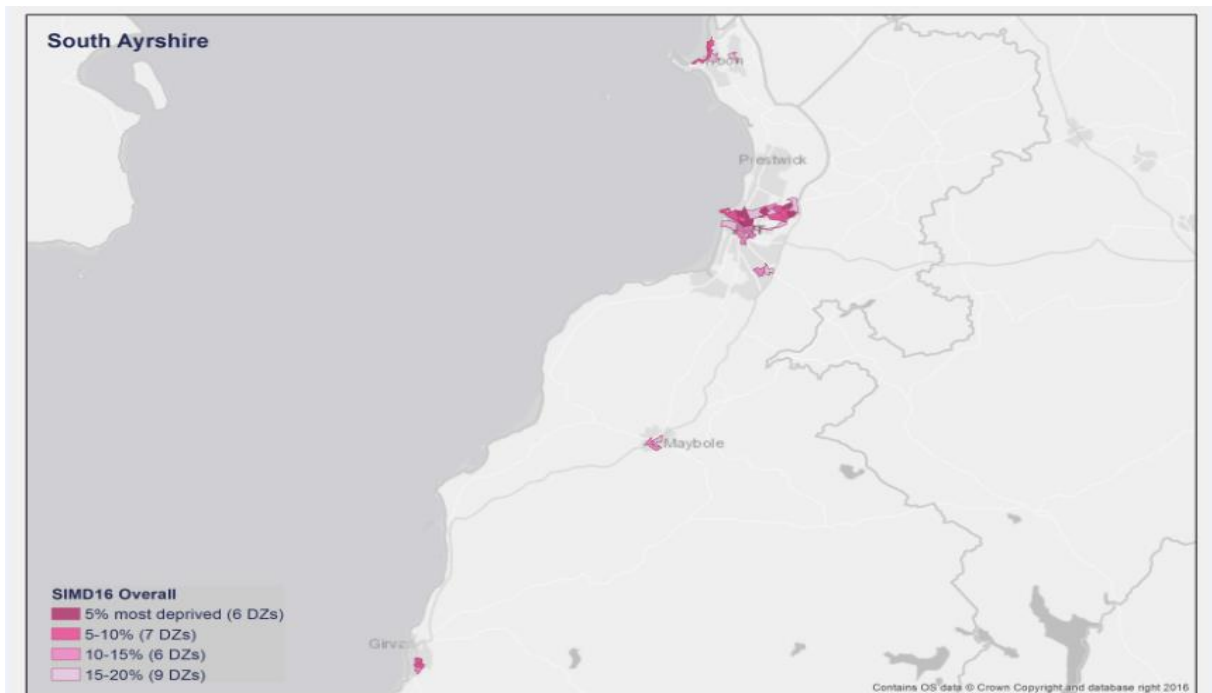 South Ayrshire
Prestwick
Maybole
SIMD16 Overall
5% most deprived (6 DZs)
5-10% (7 DZs)
10-15% (6 DZs)
15-20% (9 DZs)
Contains OS data © Crown Copyright and database right 2016